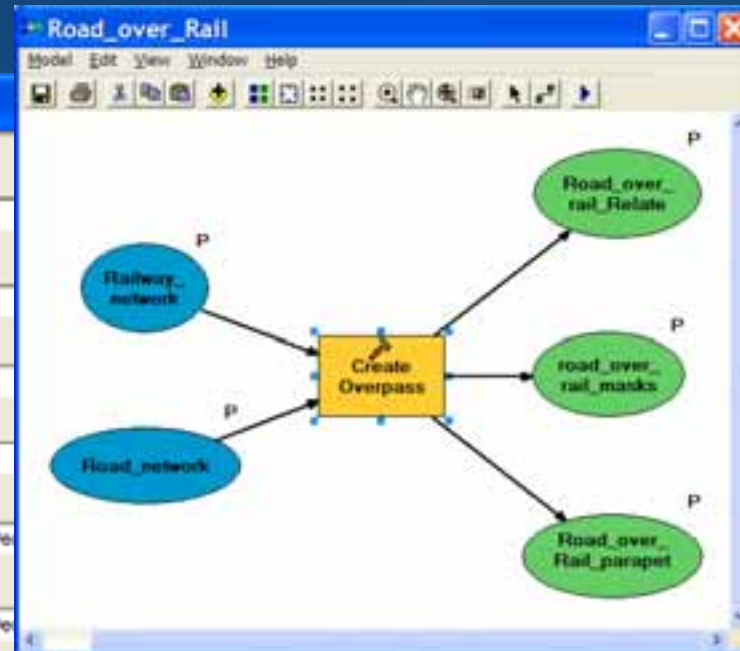 Road_over_Rail
Model Edit View Window Help
P
Road_over_
rail_Relate
P
Railway_
network
P
road_over_
rail_masks
Create
Overpass
P
Road_network
P
Road_over_
Rail_parapet